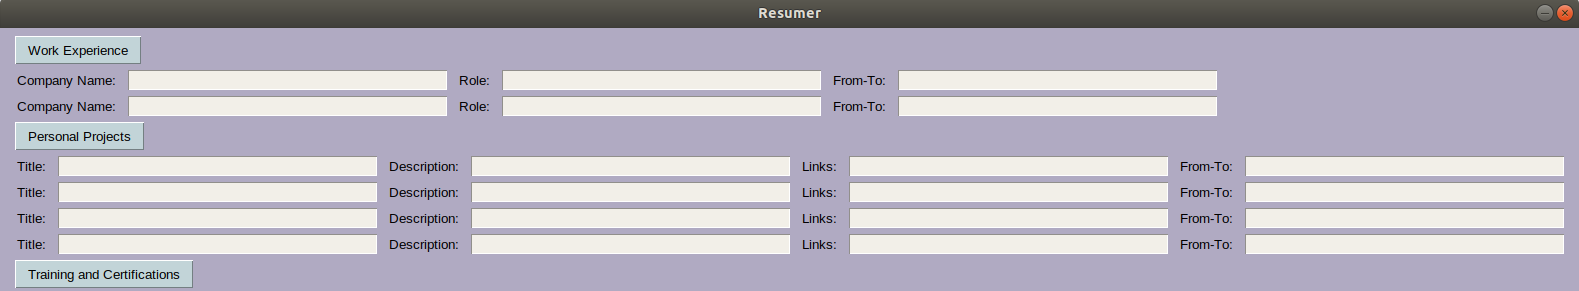 Resumer
Work Experience
Company Name: Role: From-To:
Company Name: Role: From-To:
Personal Projects
Title: Description: Links: From-To:
Title: Description: Links: From-To:
Title: Description: Links: From-To:
Title: Description: Links: From-To:
Training and Certifications